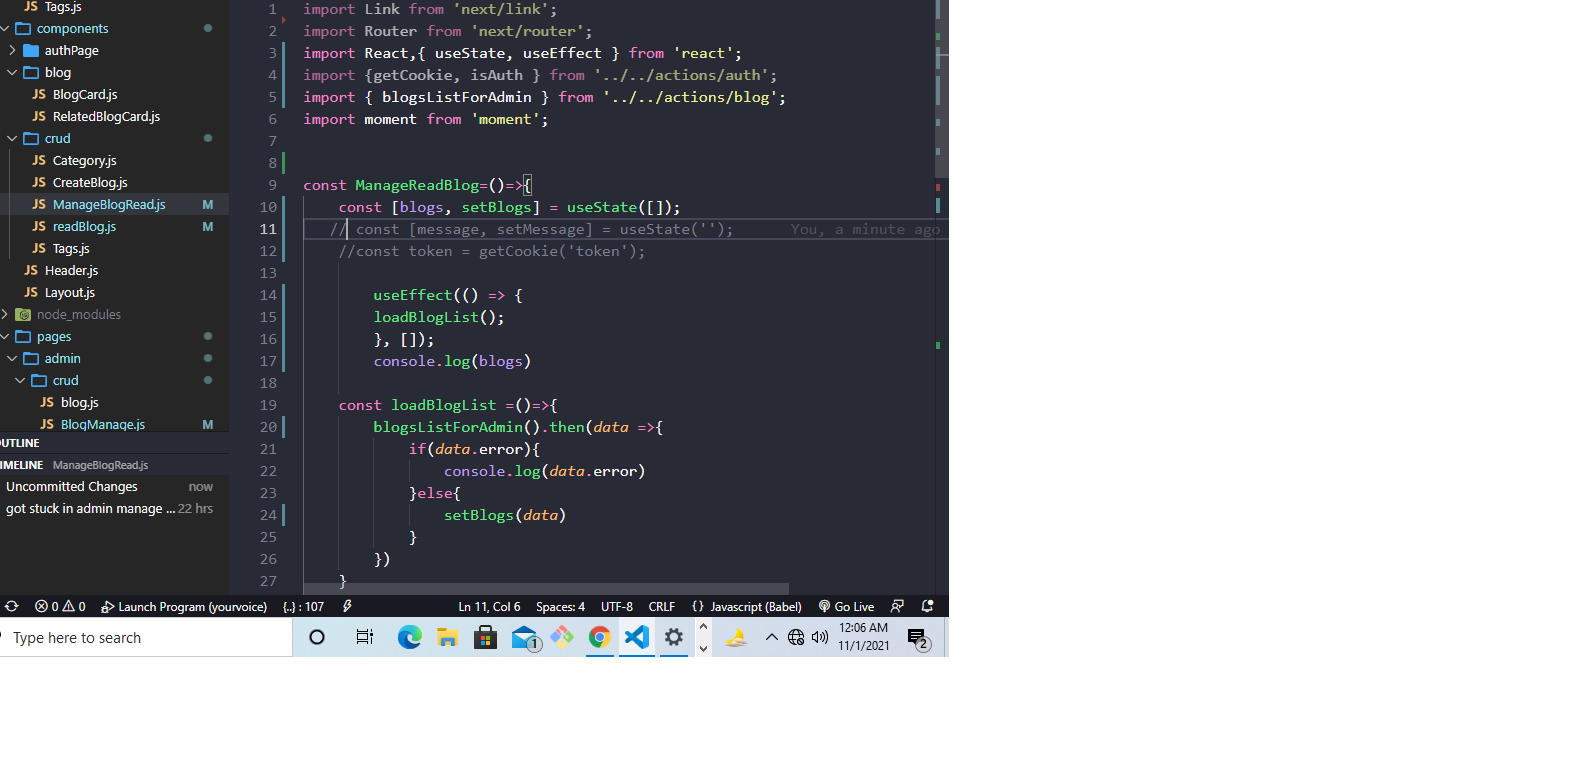 Tags.js
components
authPage
blog
JS BlogCard.js
JS RelatedBlogCard.js
crud
JS Category.js
JS CreateBlog.js
JS ManageBlogRead.js M
JS readBlog.js M
JS Tags.js
JS Header.js
JS Layout.js
node_modules
pages
admin
crud
JS blog.js
JS BlogManage.js M
OUTLINE
TIMELINE ManageBlogRead.js
Uncommitted Changes now
got stuck in admin manage ... 22 hrs
1 import Link from 'next/link';
2 import Router from 'next/router';
3 import React,{ useState, useEffect } from 'react';
4 import {getCookie, isAuth } from '../../actions/auth';
5 import { blogsListForAdmin } from '../../actions/blog';
6 import moment from 'moment';
7
8
9 const ManageReadBlog=()=>{
10 const [blogs, setBlogs] = useState([]);
11 // const [message, setMessage] = useState(''); You, a minute ago
12 //const token = getCookie('token');
13
14 useEffect(() => {
15 loadBlogList();
16 }, []);
17 console.log(blogs)
18
19 const loadBlogList =()=>{
20 blogsListForAdmin().then(data =>{
21 if(data.error){
22 console.log(data.error)
23 }else{
24 setBlogs(data)
25 }
26 })
27 }
0 0 Launch Program (yourvoice) {..} : 107 Ln 11, Col 6 Spaces: 4 UTF-8 CRLF {} Javascript (Babel) Go Live
Type here to search 1 12:06 AM
11/1/2021 2